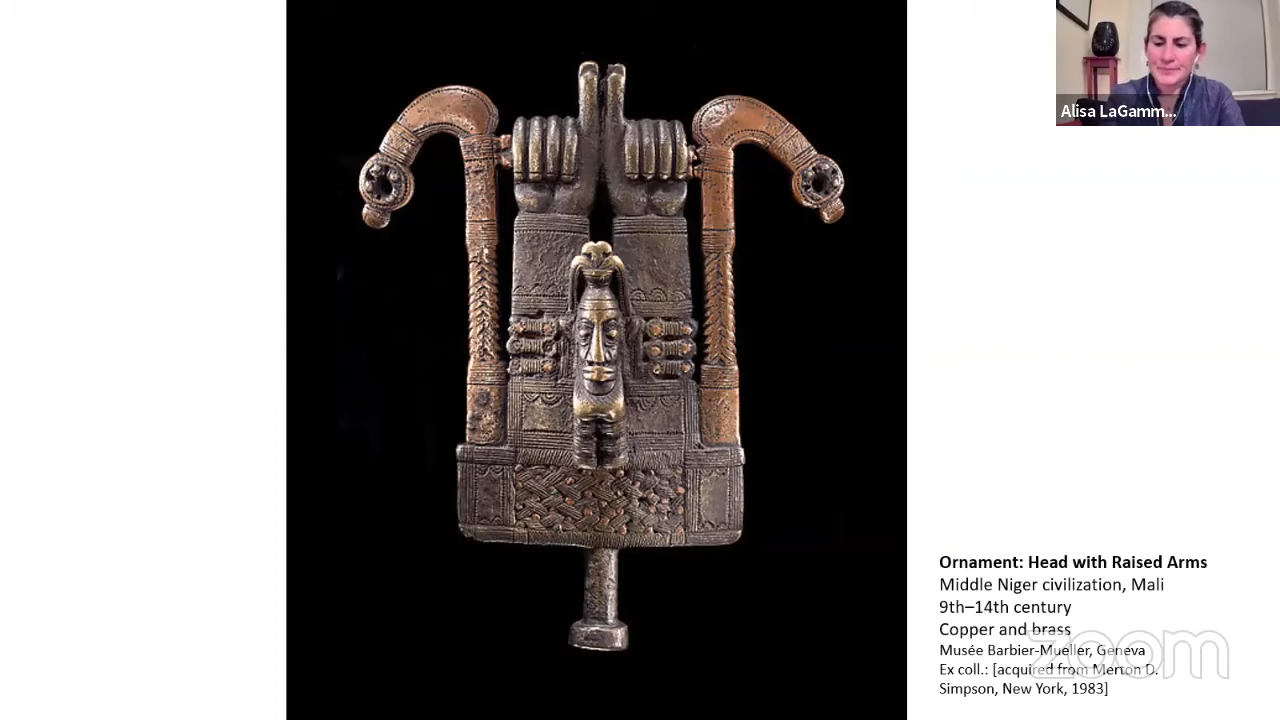 Alisa LaGamm...
Ornament: Head with Raised Arms
Middle Niger civilization, Mali
9th–14th century
Copper and brass
Musée Barbier-Mueller, Geneva
Ex coll.: [acquired from Merton D.
Simpson, New York, 1983]
zoom